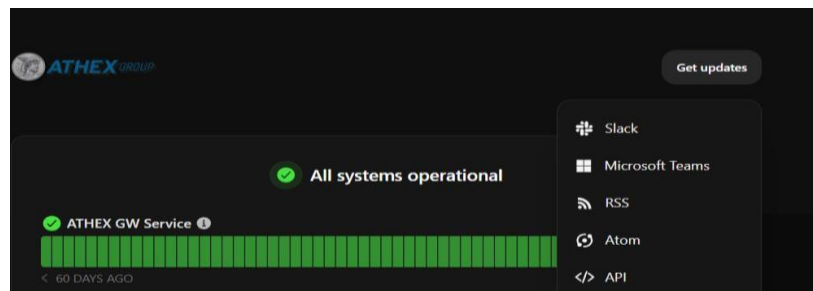 ATHEX GROUP
Get updates
Slack
Microsoft Teams
RSS
Atom
</> API
All systems operational
ATHEX GW Service
< 60 DAYS AGO